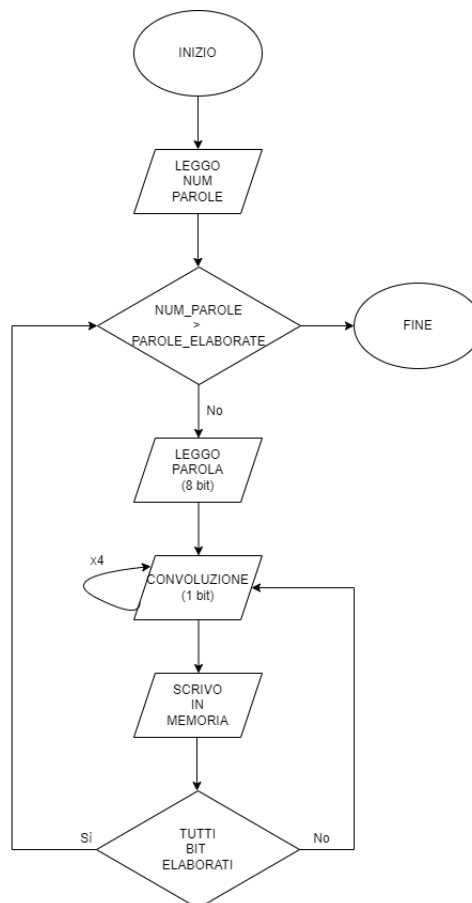 INIZIO
LEGGO
NUM
PAROLE
NUM_PAROLE
>
PAROLE_ELABORATE
FINE
No
LEGGO
PAROLA
(8 bit)
x4
CONVOLUZIONE
(1 bit)
SCRIVO
IN
MEMORIA
Sì
TUTTI
BIT
ELABORATI
No